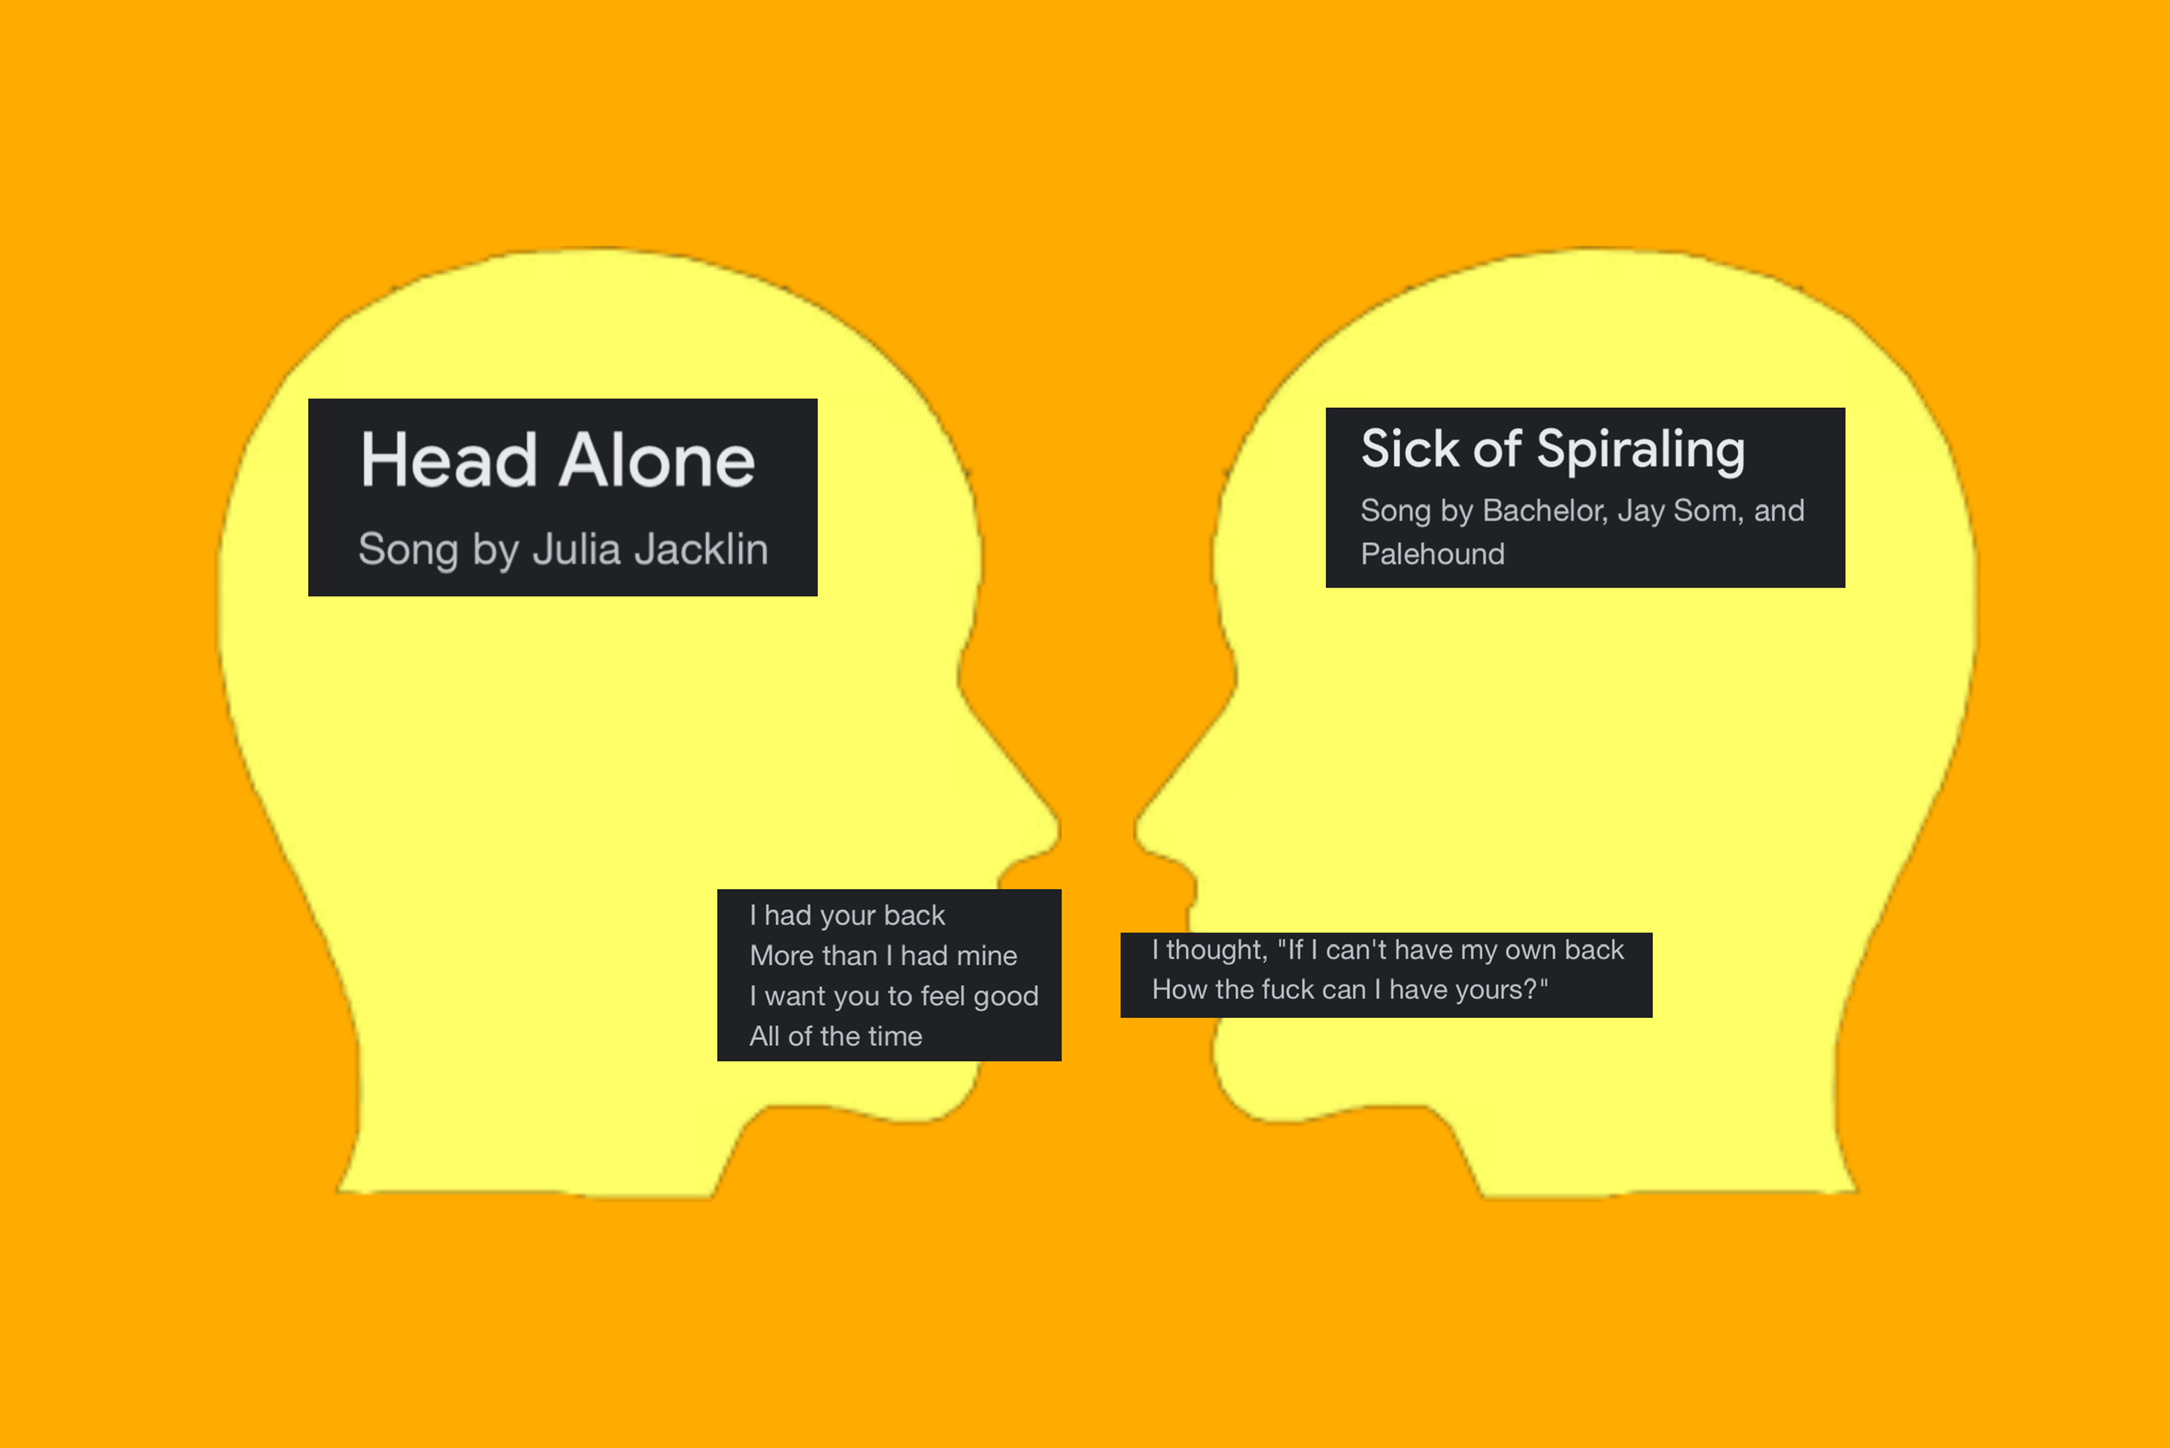 Head Alone
Song by Julia Jacklin
I had your back
More than I had mine
I want you to feel good
All of the time
Sick of Spiraling
Song by Bachelor, Jay Som, and
Palehound
I thought, "If I can't have my own back
How the fuck can I have yours?"